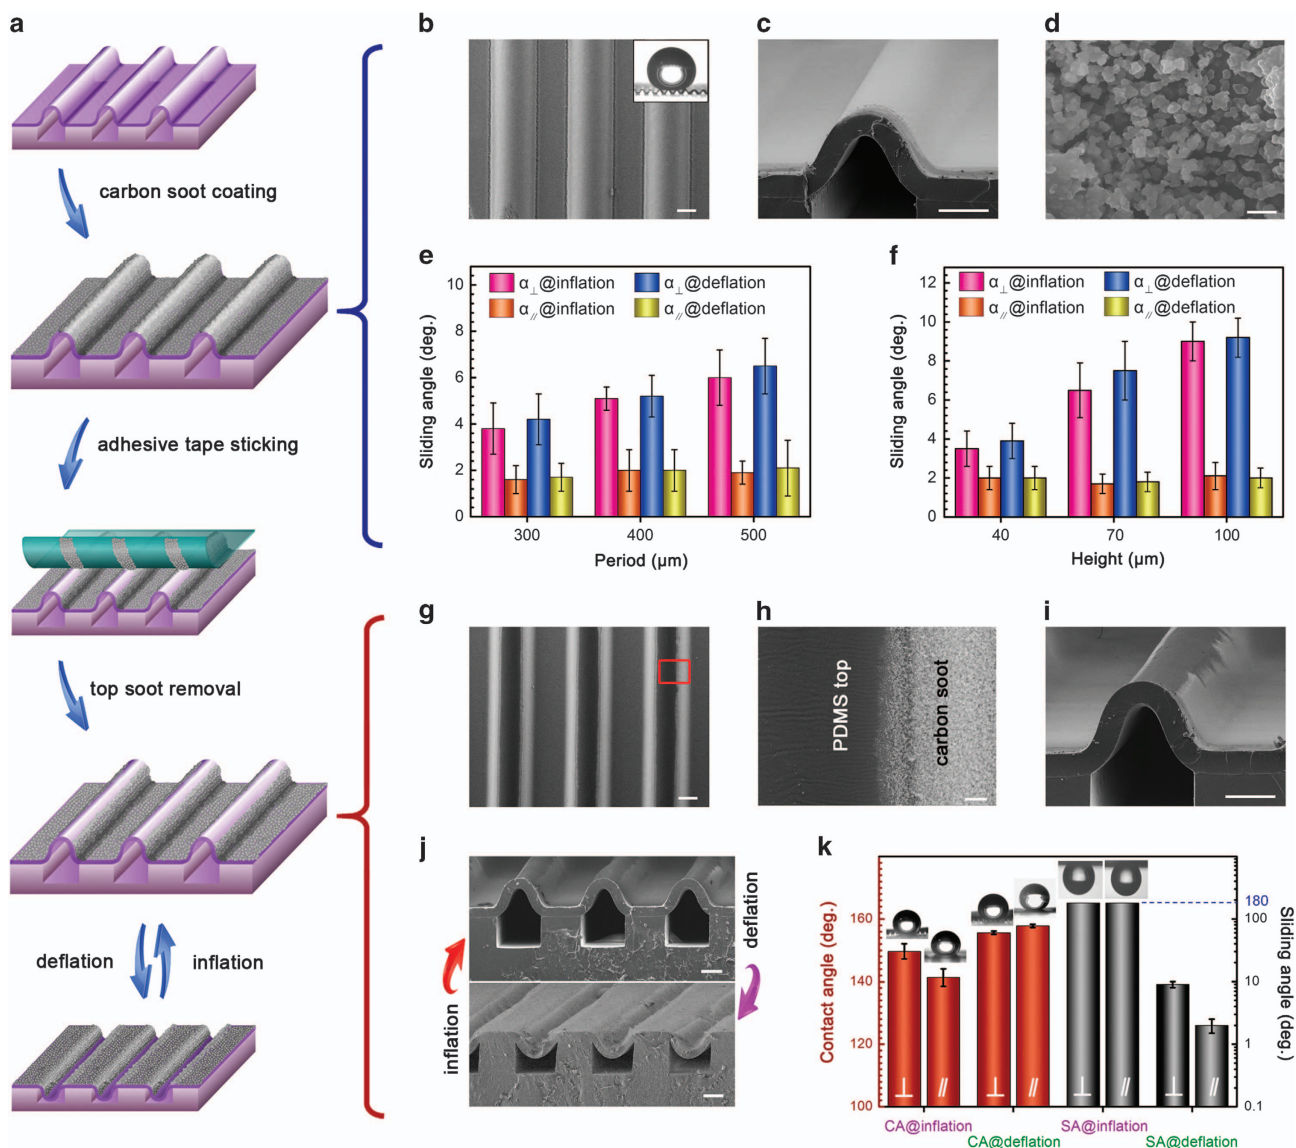 a
carbon soot coating
adhesive tape sticking
top soot removal
deflation
inflation
b
c
d
e
10
8
6
4
2
0
Sliding angle (deg.)
α⊥@inflation
α⊥@deflation
α//@inflation
α//@deflation
300
400
500
Period (μm)
f
12
10
8
6
4
2
0
Sliding angle (deg.)
α⊥@inflation
α⊥@deflation
α//@inflation
α//@deflation
40
70
100
Height (μm)
g
h
PDMS top
carbon soot
i
j
inflation
deflation
k
160
140
120
100
Contact angle (deg.)
180
100
10
1
0.1
Sliding angle (deg.)
⊥
//
⊥
//
⊥
//
⊥
//
CA@inflation
CA@deflation
SA@inflation
SA@deflation